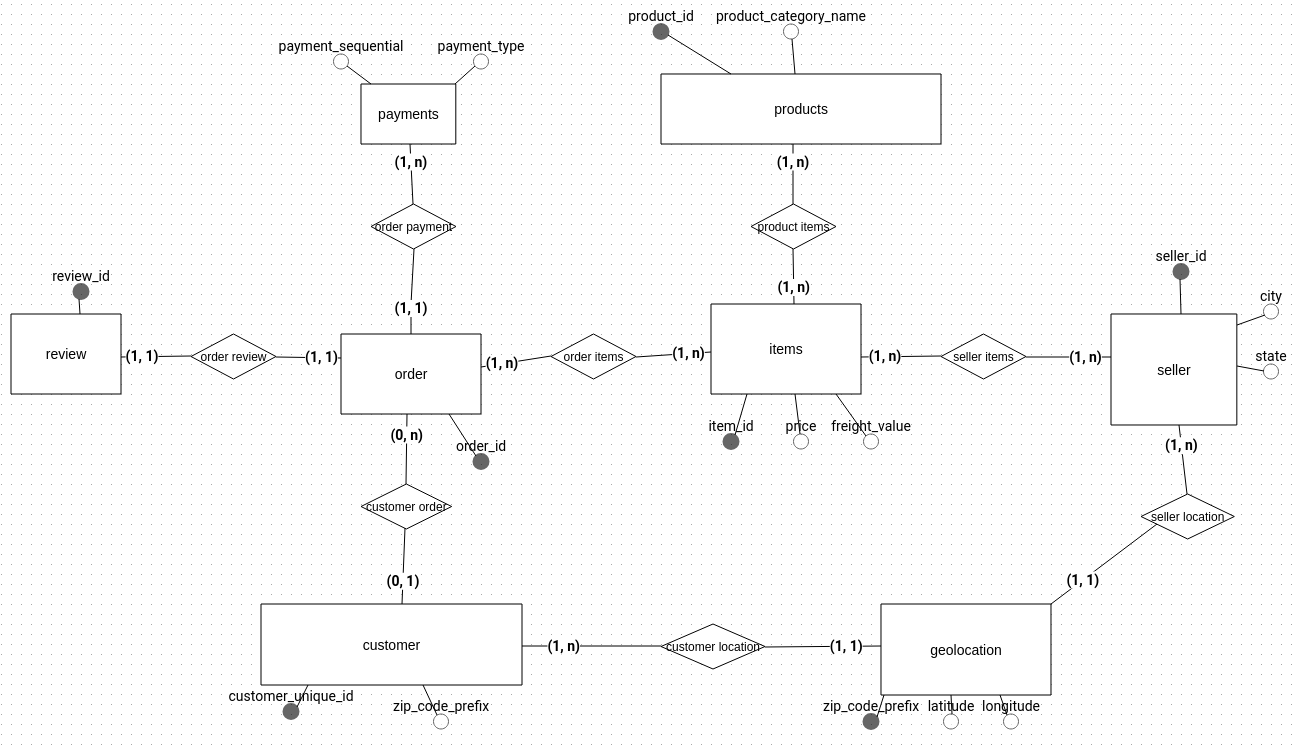 product_id
product_category_name
payment_sequential
payment_type
payments
products
(1, n)
(1, n)
order payment
product items
review_id
seller_id
city
state
(1, 1)
(1, n)
review
(1, 1)
order review
(1, 1)
order
(1, n)
order items
(1, n)
items
(1, n)
seller items
(1, n)
seller
(0, n)
order_id
item_id
price
freight_value
(1, n)
customer order
seller location
(0, 1)
(1, 1)
customer
(1, n)
customer location
(1, 1)
geolocation
customer_unique_id
zip_code_prefix
zip_code_prefix
latitude
longitude